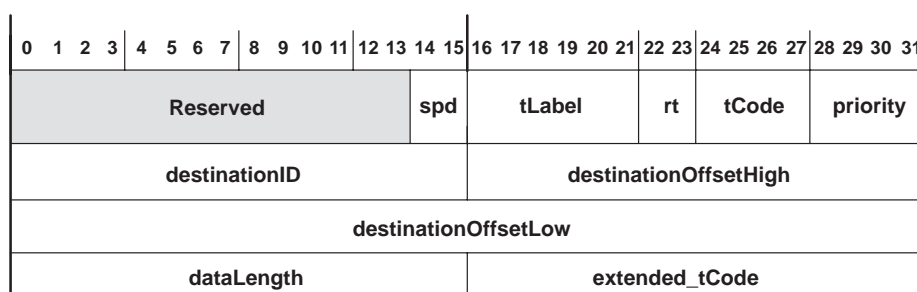 0 1 2 3 4 5 6 7 8 9 10 11 12 13 14 15 16 17 18 19 20 21 22 23 24 25 26 27 28 29 30 31
Reserved spd tLabel rt tCode priority
destinationID destinationOffsetHigh
destinationOffsetLow
dataLength extended_tCode